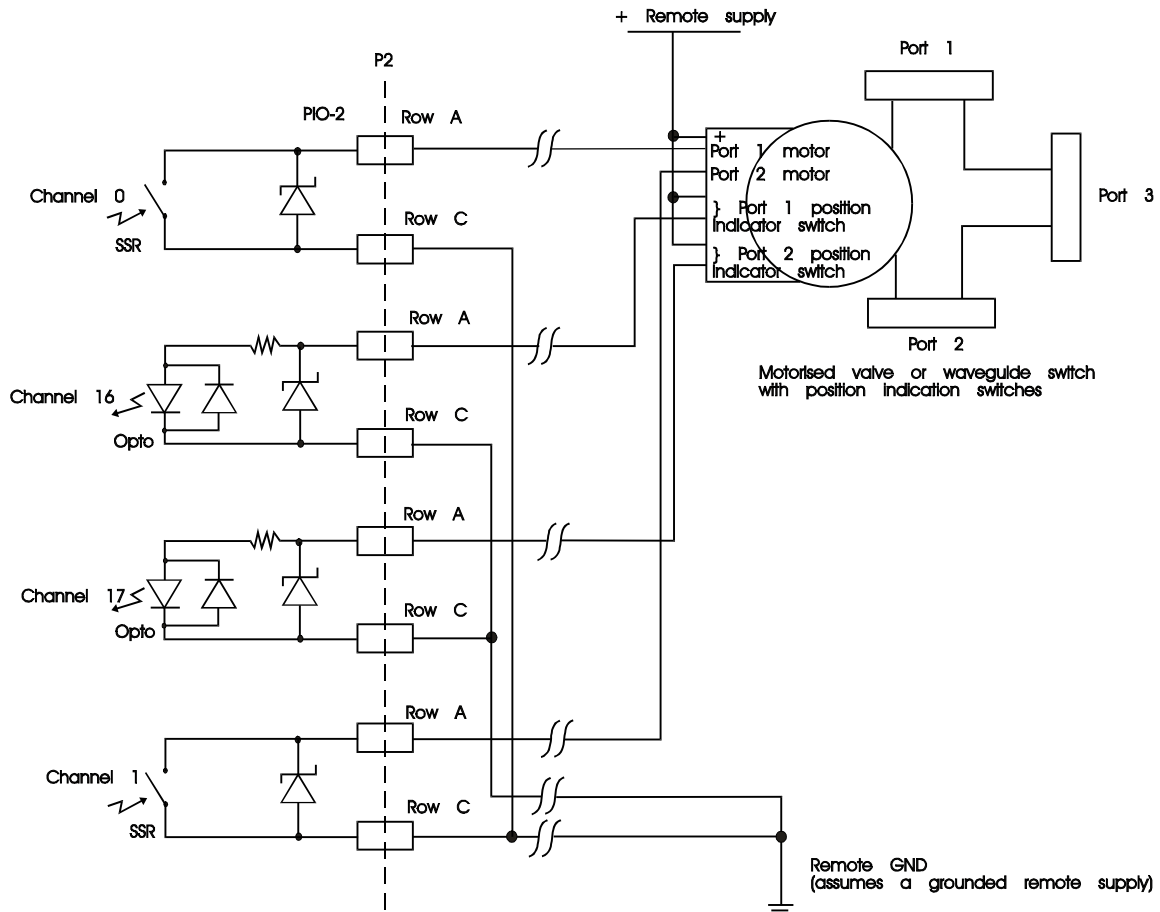 + Remote supply
Port 1
P2
PIO-2
Row A
+
Port 1 motor
Port 2 motor
} Port 1 position
indicator switch
} Port 2 position
indicator switch
Port 3
Channel 0
SSR
Row C
Row A
Port 2
Motorised valve or waveguide switch
with position indication switches
Channel 16
Opto
Row C
Row A
Channel 17
Opto
Row C
Row A
Channel 1
SSR
Row C
Remote GND
(assumes a grounded remote supply)